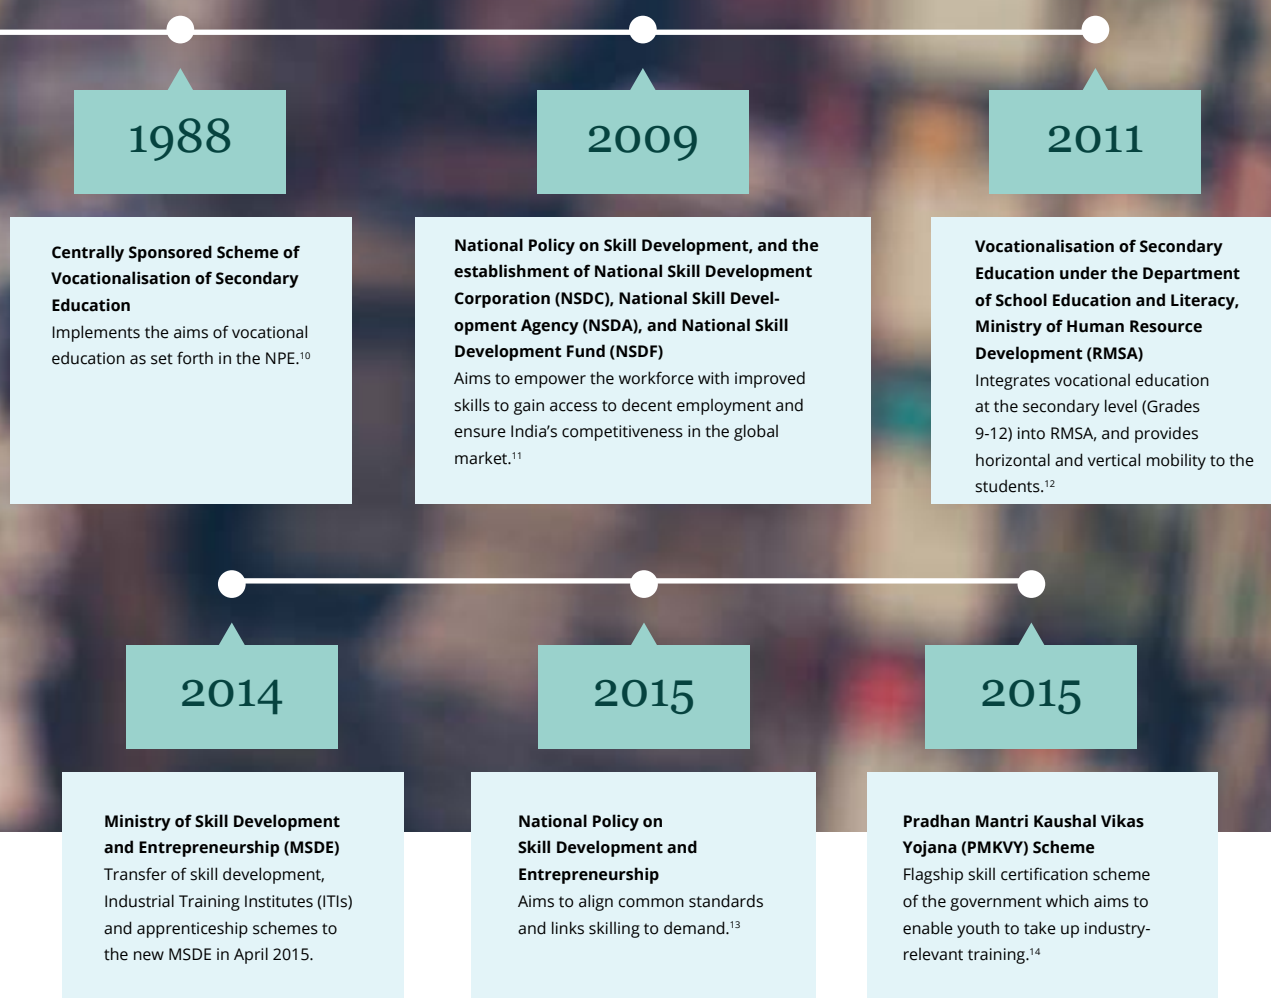 1988
Centrally Sponsored Scheme of
Vocationalisation of Secondary
Education
Implements the aims of vocational
education as set forth in the NPE.10
2009
National Policy on Skill Development, and the
establishment of National Skill Development
Corporation (NSDC), National Skill Devel-
opment Agency (NSDA), and National Skill
Development Fund (NSDF)
Aims to empower the workforce with improved
skills to gain access to decent employment and
ensure India’s competitiveness in the global
market.11
2011
Vocationalisation of Secondary
Education under the Department
of School Education and Literacy,
Ministry of Human Resource
Development (RMSA)
Integrates vocational education
at the secondary level (Grades
9-12) into RMSA, and provides
horizontal and vertical mobility to the
students.12
2014
Ministry of Skill Development
and Entrepreneurship (MSDE)
Transfer of skill development,
Industrial Training Institutes (ITIs)
and apprenticeship schemes to
the new MSDE in April 2015.
2015
National Policy on
Skill Development and
Entrepreneurship
Aims to align common standards
and links skilling to demand.13
2015
Pradhan Mantri Kaushal Vikas
Yojana (PMKVY) Scheme
Flagship skill certification scheme
of the government which aims to
enable youth to take up industry-
relevant training.14